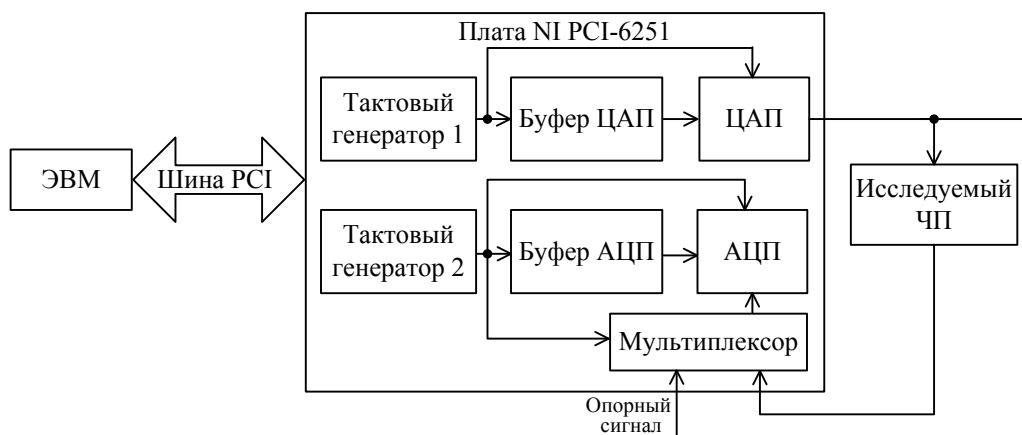 Плата NI PCI-6251
Тактовый
генератор 1
Буфер ЦАП
ЦАП
ЭВМ
Шина PCI
Исследуемый
ЧП
Тактовый
генератор 2
Буфер АЦП
АЦП
Мультиплексор
Опорный
сигнал